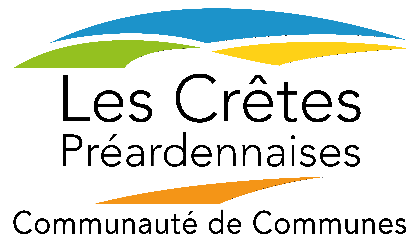 Les Crêtes
Préardennaises
Communauté de Communes